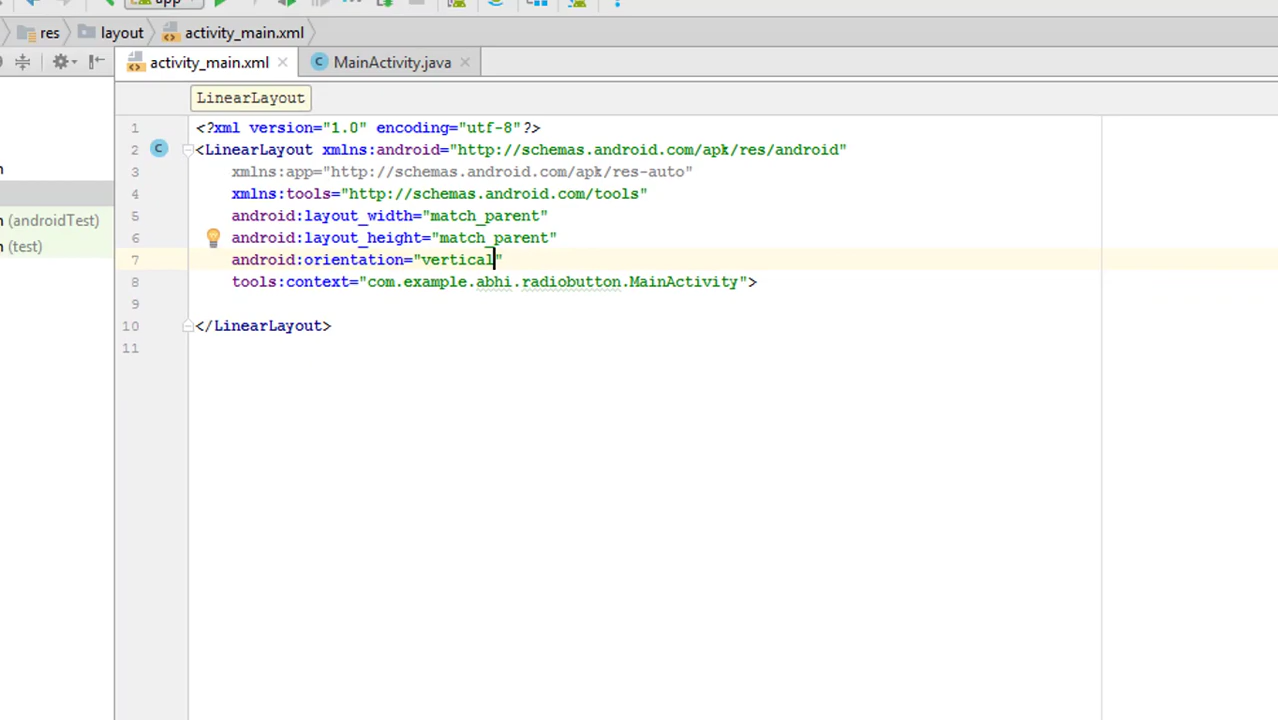 app
res layout activity_main.xml
activity_main.xml MainActivity.java
LinearLayout
1 <?xml version="1.0" encoding="utf-8"?>
2 C <LinearLayout xmlns:android="http://schemas.android.com/apk/res/android"
n
3 xmlns:app="http://schemas.android.com/apk/res-auto"
4 xmlns:tools="http://schemas.android.com/tools"
n (androidTest)
5 android:layout_width="match_parent"
n (test)
6 android:layout_height="match_parent"
7 android:orientation="vertical"
8 tools:context="com.example.abhi.radiobutton.MainActivity">
9
10 </LinearLayout>
11